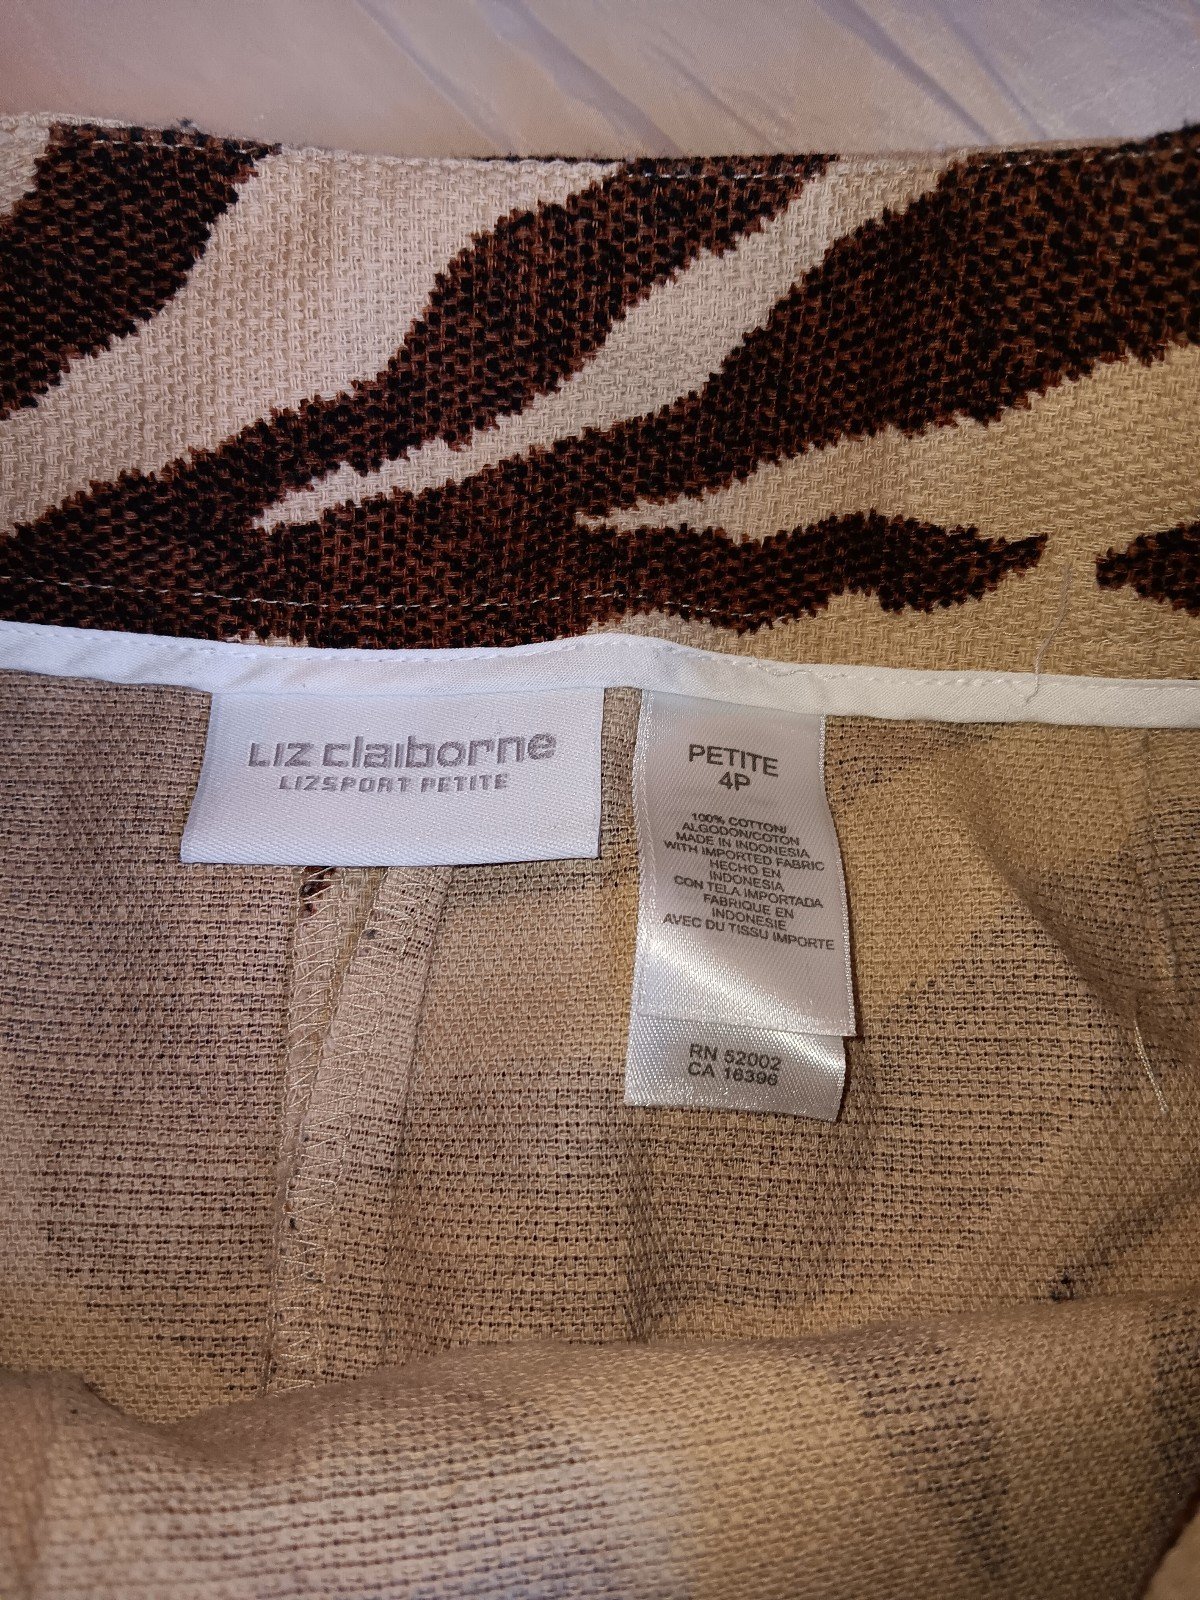 Liz claiborne
LIZSPORT PETITE
PETITE
4P
100% COTTON/
ALGODON/COTON
MADE IN INDONESIA
WITH IMPORTED FABRIC
HECHO EN
INDONESIA
CON TELA IMPORTADA
FABRIQUE EN
INDONESIE
AVEC DU TISSU IMPORTE
RN 52002
CA 16396